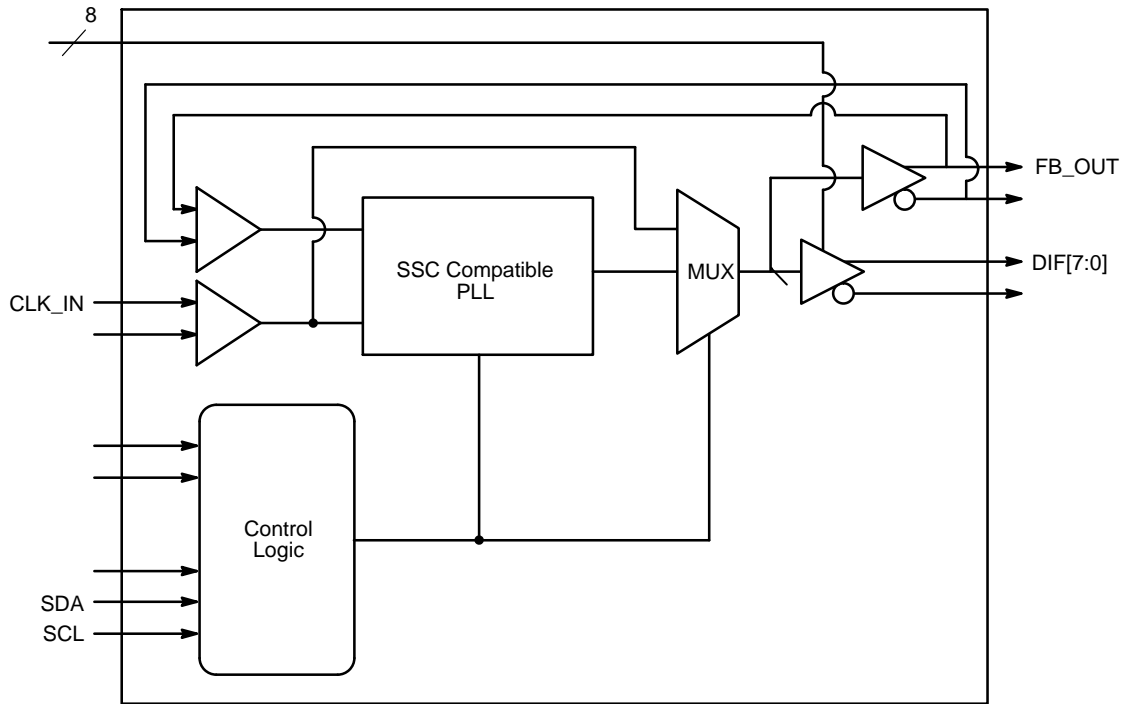 8
FB_OUT
SSC Compatible
PLL
MUX
DIF[7:0]
CLK_IN
Control
Logic
SDA
SCL